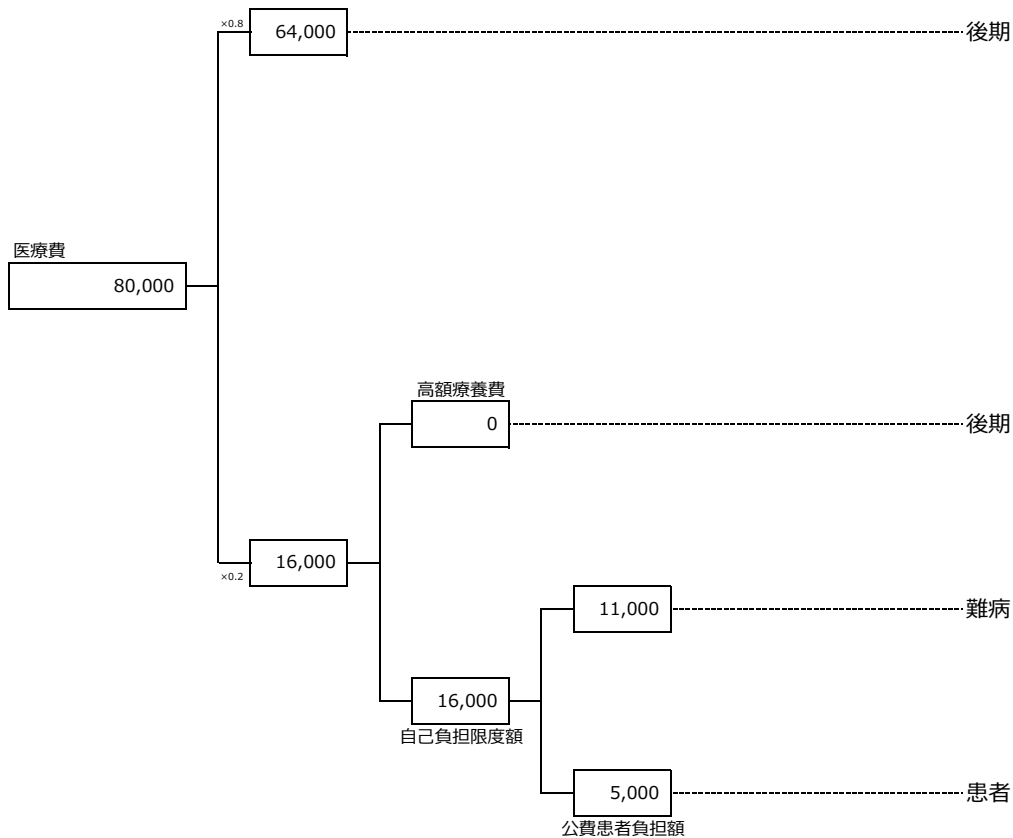 ×0.8
64,000
後期
医療費
80,000
高額療養費
0
後期
16,000
×0.2
11,000
難病
16,000
自己負担限度額
5,000
患者
公費患者負担額